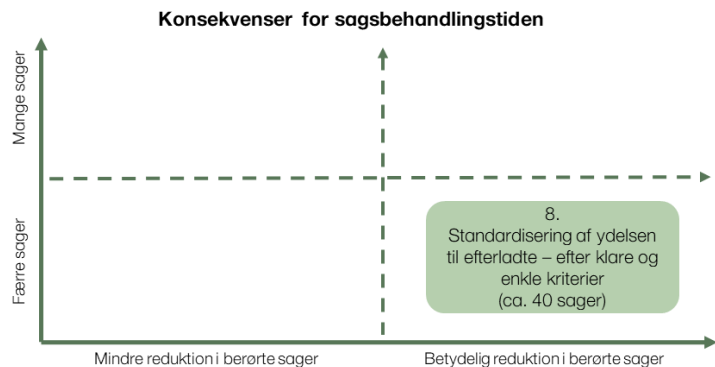 Konsekvenser for sagsbehandlingstiden
Mange sager
Færre sager
8.
Standardisering af ydelsen
til efterladte – efter klare og
enkle kriterier
(ca. 40 sager)
Mindre reduktion i berørte sager
Betydelig reduktion i berørte sager